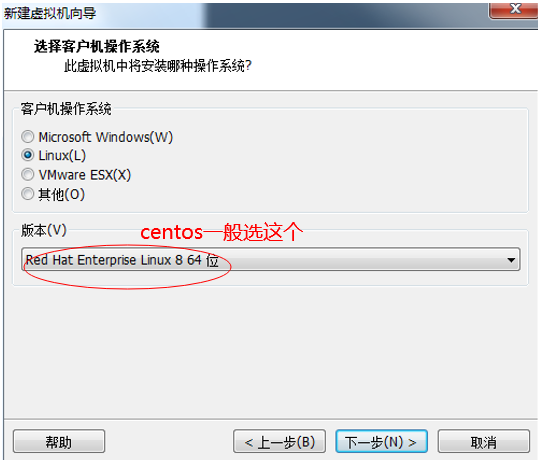 新建虚拟机向导
选择客户机操作系统
此虚拟机中将安装哪种操作系统?
客户机操作系统
Microsoft Windows(W)
Linux(L)
VMware ESX(X)
其他(O)
版本(V)
centos一般选这个
Red Hat Enterprise Linux 8 64 位
帮助
< 上一步(B)
下一步(N) >
取消